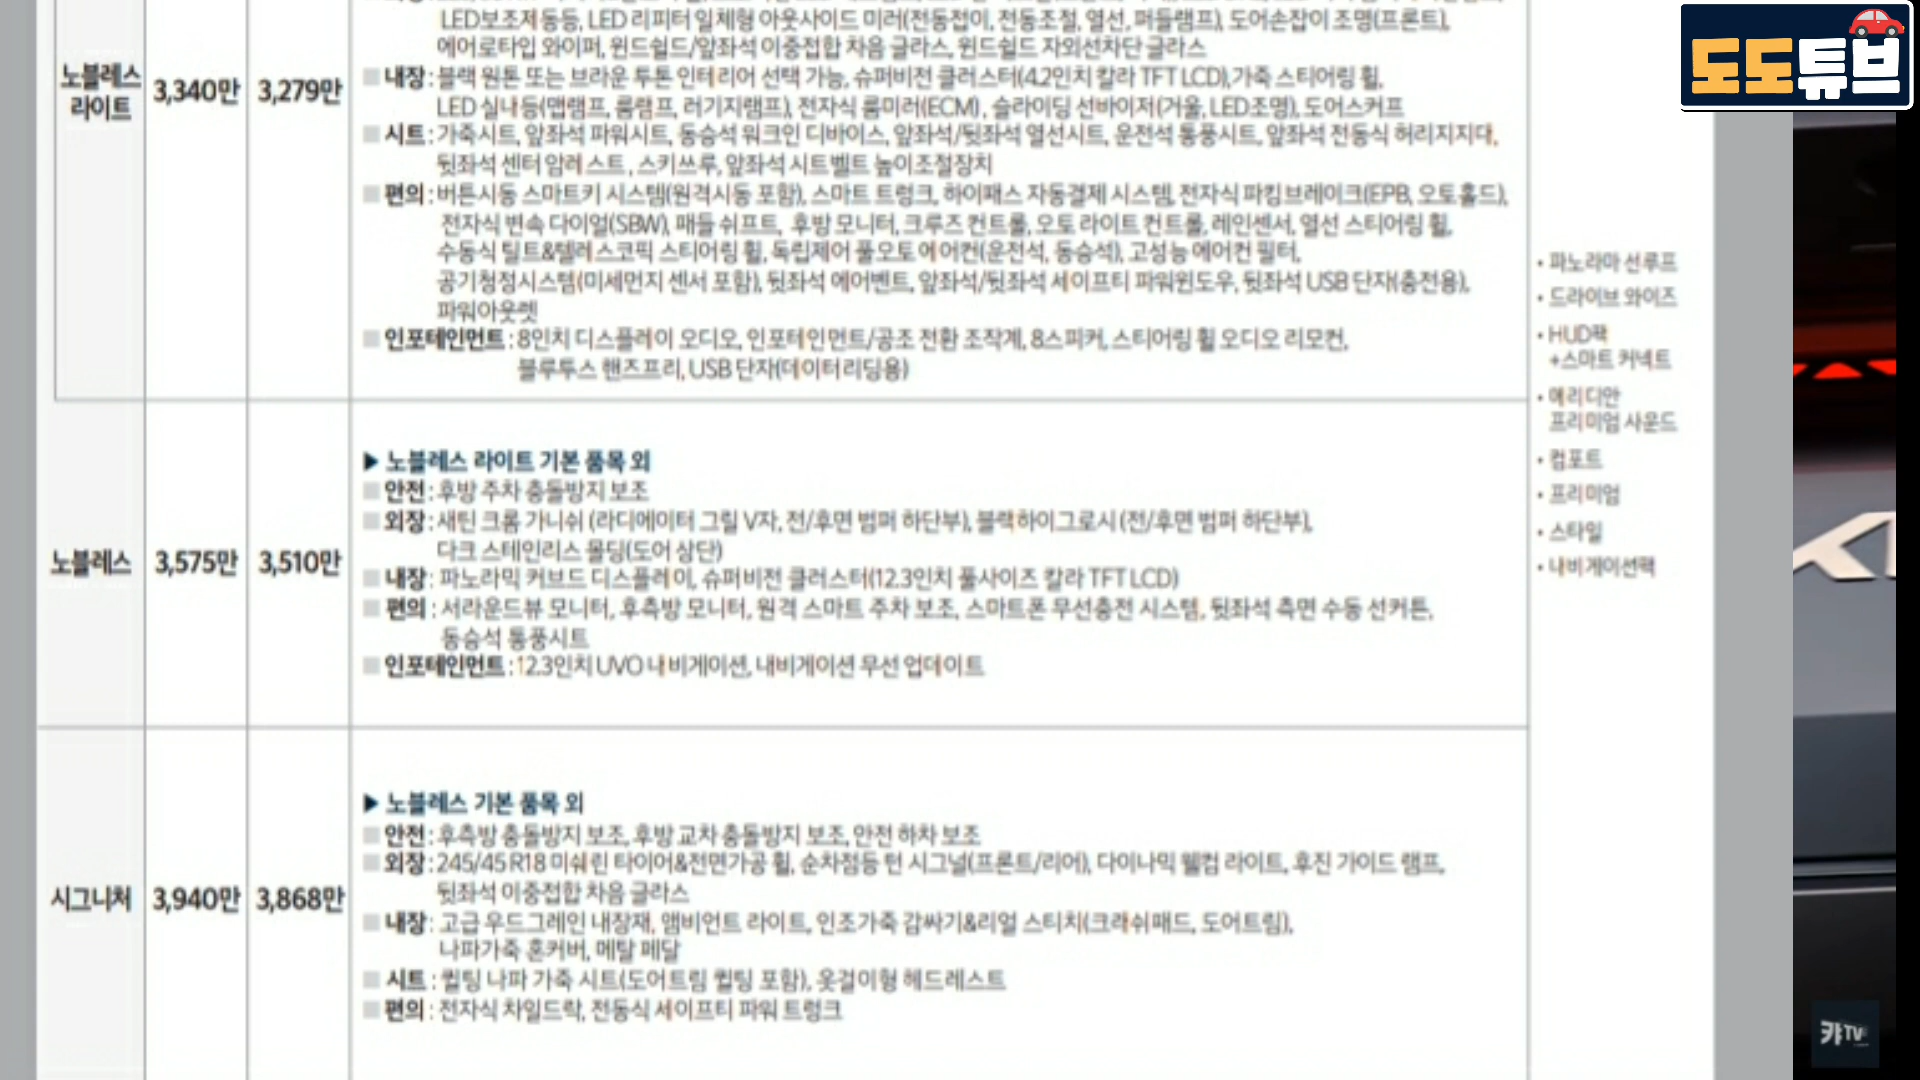 도도튜브
LED보조제동등, LED 리피터 일체형 아웃사이드 미러(전동접이, 전동조절, 열선, 퍼들램프), 도어손잡이 조명(프론트),
에어로타입 와이퍼, 윈드쉴드/앞좌석 이중접합 차음 글라스, 윈드쉴드 자외선차단 글라스
노블레스
라이트
3,340만
3,279만
내장 : 블랙 원톤 또는 브라운 투톤 인테리어 선택 가능, 슈퍼비전 클러스터(4.2인치 칼라 TFT LCD),가죽 스티어링 휠,
LED 실내등(맵램프, 룸램프, 러기지램프), 전자식 룸미러(ECM) , 슬라이딩 선바이저(거울, LED조명), 도어스커프
시트 : 가죽시트, 앞좌석 파워시트, 동승석 워크인 디바이스, 앞좌석/뒷좌석 열선시트, 운전석 통풍시트, 앞좌석 전동식 허리지지대,
뒷좌석 센터 암레스트 , 스키쓰루, 앞좌석 시트벨트 높이조절장치
편의 : 버튼시동 스마트키 시스템(원격시동 포함), 스마트 트렁크, 하이패스 자동결제 시스템, 전자식 파킹 브레이크(EPB, 오토홀드),
전자식 변속 다이얼(SBW), 패들 쉬프트, 후방 모니터, 크루즈 컨트롤, 오토 라이트 컨트롤, 레인센서, 열선 스티어링 휠,
수동식 틸트&텔레스코픽 스티어링 휠, 독립제어 풀오토 에어컨(운전석, 동승석), 고성능 에어컨 필터,
공기청정시스템(미세먼지 센서 포함), 뒷좌석 에어벤트, 앞좌석/뒷좌석 세이프티 파워윈도우, 뒷좌석 USB 단자(충전용),
파워아웃렛
인포테인먼트 : 8인치 디스플레이 오디오, 인포테인먼트/공조 전환 조작계, 8스피커, 스티어링 휠 오디오 리모컨,
블루투스 핸즈프리, USB 단자(데이터리딩용)
• 파노라마 선루프
• 드라이브 와이즈
• HUD팩
+스마트 커넥트
• 메리디안
프리미엄 사운드
• 컴포트
• 프리미엄
• 스타일
• 내비게이션팩
노블레스
3,575만
3,510만
▶ 노블레스 라이트 기본 품목 외
안전 : 후방 주차 충돌방지 보조
외장 : 새틴 크롬 가니쉬 (라디에이터 그릴 V자, 전/후면 범퍼 하단부), 블랙하이그로시 (전/후면 범퍼 하단부),
다크 스테인리스 몰딩(도어 상단)
내장 : 파노라믹 커브드 디스플레이, 슈퍼비전 클러스터(12.3인치 풀사이즈 칼라 TFT LCD)
편의 : 서라운드뷰 모니터, 후측방 모니터, 원격 스마트 주차 보조, 스마트폰 무선충전 시스템, 뒷좌석 측면 수동 선커튼,
동승석 통풍시트
인포테인먼트 : 12.3인치 UVO 내비게이션, 내비게이션 무선 업데이트
시그니처
3,940만
3,868만
▶ 노블레스 기본 품목 외
안전 : 후측방 충돌방지 보조, 후방 교차 충돌방지 보조, 안전 하차 보조
외장 : 245/45 R18 미쉐린 타이어&전면가공 휠, 순차점등 턴 시그널(프론트/리어), 다이나믹 웰컴 라이트, 후진 가이드 램프,
뒷좌석 이중접합 차음 글라스
내장 : 고급 우드그레인 내장재, 앰비언트 라이트, 인조가죽 감싸기&리얼 스티치(크래쉬패드, 도어트림),
나파가죽 혼커버, 메탈 페달
시트 : 퀼팅 나파 가죽 시트(도어트림 퀼팅 포함), 옷걸이형 헤드레스트
편의 : 전자식 차일드락, 전동식 세이프티 파워 트렁크
캬TV